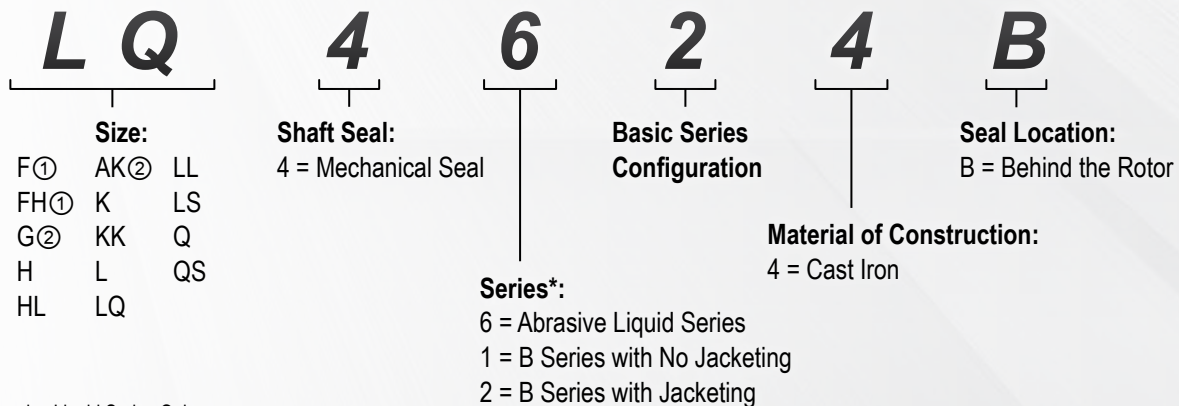 L Q 4 6 2 4 B
Size:
F① AK② LL
FH① K LS
G② KK Q
H L QS
HL LQ
Shaft Seal:
4 = Mechanical Seal
Series*:
6 = Abrasive Liquid Series
1 = B Series with No Jacketing
2 = B Series with Jacketing
Basic Series
Configuration
Material of Construction:
4 = Cast Iron
Seal Location:
B = Behind the Rotor